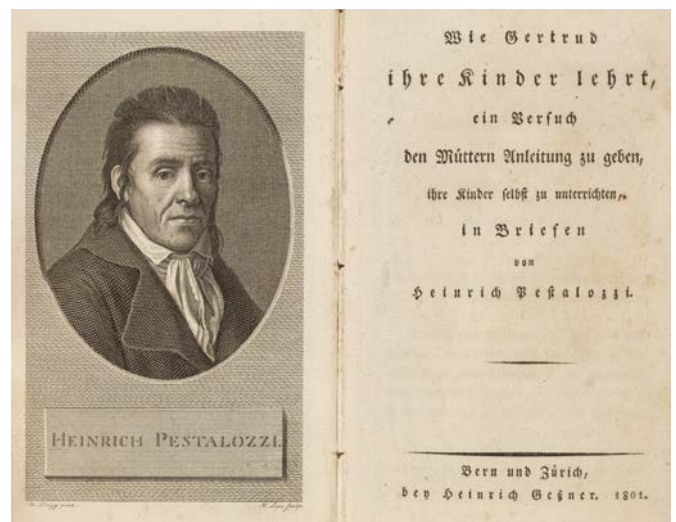 HEINRICH PESTALOZZI.
Wie Gertrud
ihre Kinder lehrt,
ein Versuch
den Müttern Anleitung zu geben,
ihre Kinder selbst zu unterrichten,
in Briefen
von
Heinrich Pestalozzi.
Bern und Zürich,
bey Heinrich Geßner. 1801.